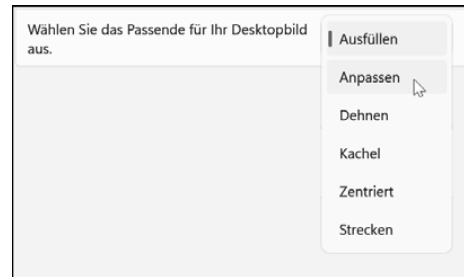 Wählen Sie das Passende für Ihr Desktopbild
aus.
Ausfüllen
Anpassen
Dehnen
Kachel
Zentriert
Strecken